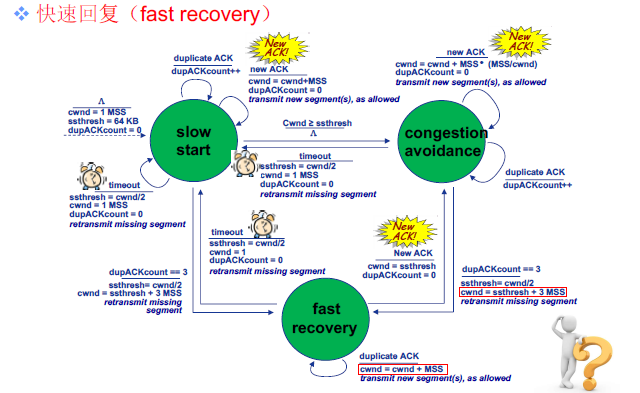 ❖ 快速回复（fast recovery）
New
ACK!
duplicate ACK
dupACKcount++
new ACK
cwnd = cwnd+MSS
dupACKcount = 0
transmit new segment(s), as allowed
New
ACK!
new ACK
cwnd = cwnd + MSS• (MSS/cwnd)
dupACKcount = 0
transmit new segment(s), as allowed
Λ
cwnd = 1 MSS
ssthresh = 64 KB
dupACKcount = 0
slow
start
Cwnd ≥ ssthresh
Λ
congestion
avoidance
timeout
ssthresh = cwnd/2
cwnd = 1 MSS
dupACKcount = 0
retransmit missing segment
timeout
ssthresh = cwnd/2
cwnd = 1 MSS
dupACKcount = 0
retransmit missing segment
duplicate ACK
dupACKcount++
timeout
ssthresh = cwnd/2
cwnd = 1
dupACKcount = 0
retransmit missing segment
New
ACK!
New ACK
cwnd = ssthresh
dupACKcount = 0
dupACKcount == 3
ssthresh= cwnd/2
cwnd = ssthresh + 3 MSS
retransmit missing
segment
dupACKcount == 3
ssthresh= cwnd/2
cwnd = ssthresh + 3 MSS
retransmit missing segment
fast
recovery
duplicate ACK
cwnd = cwnd + MSS
transmit new segment(s), as allowed
?